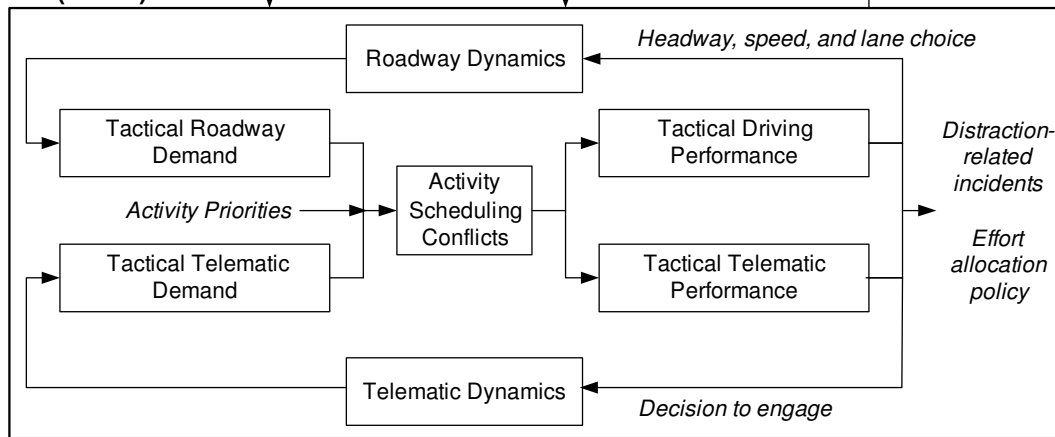 Headway, speed, and lane choice
Roadway Dynamics
Tactical Roadway
Demand
Tactical Driving
Performance
Distraction-
related
incidents
Activity Priorities
Activity
Scheduling
Conflicts
Tactical Telematic
Demand
Tactical Telematic
Performance
Effort
allocation
policy
Telematic Dynamics
Decision to engage